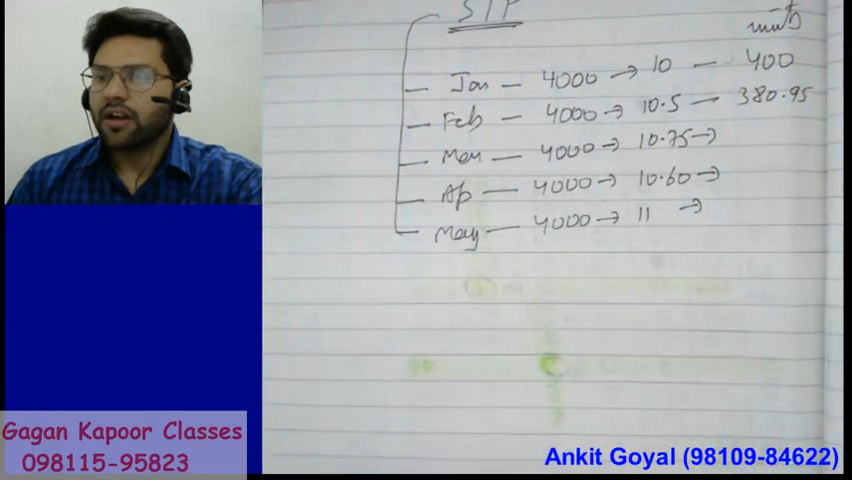 SIP
units
Jan - 4000 → 10 - 400
Feb - 4000 → 10.5 - 380.95
Mar - 4000 → 10.75 →
Ap - 4000 → 10.60 →
May - 4000 → 11 →
Gagan Kapoor Classes
098115-95823
Ankit Goyal (98109-84622)